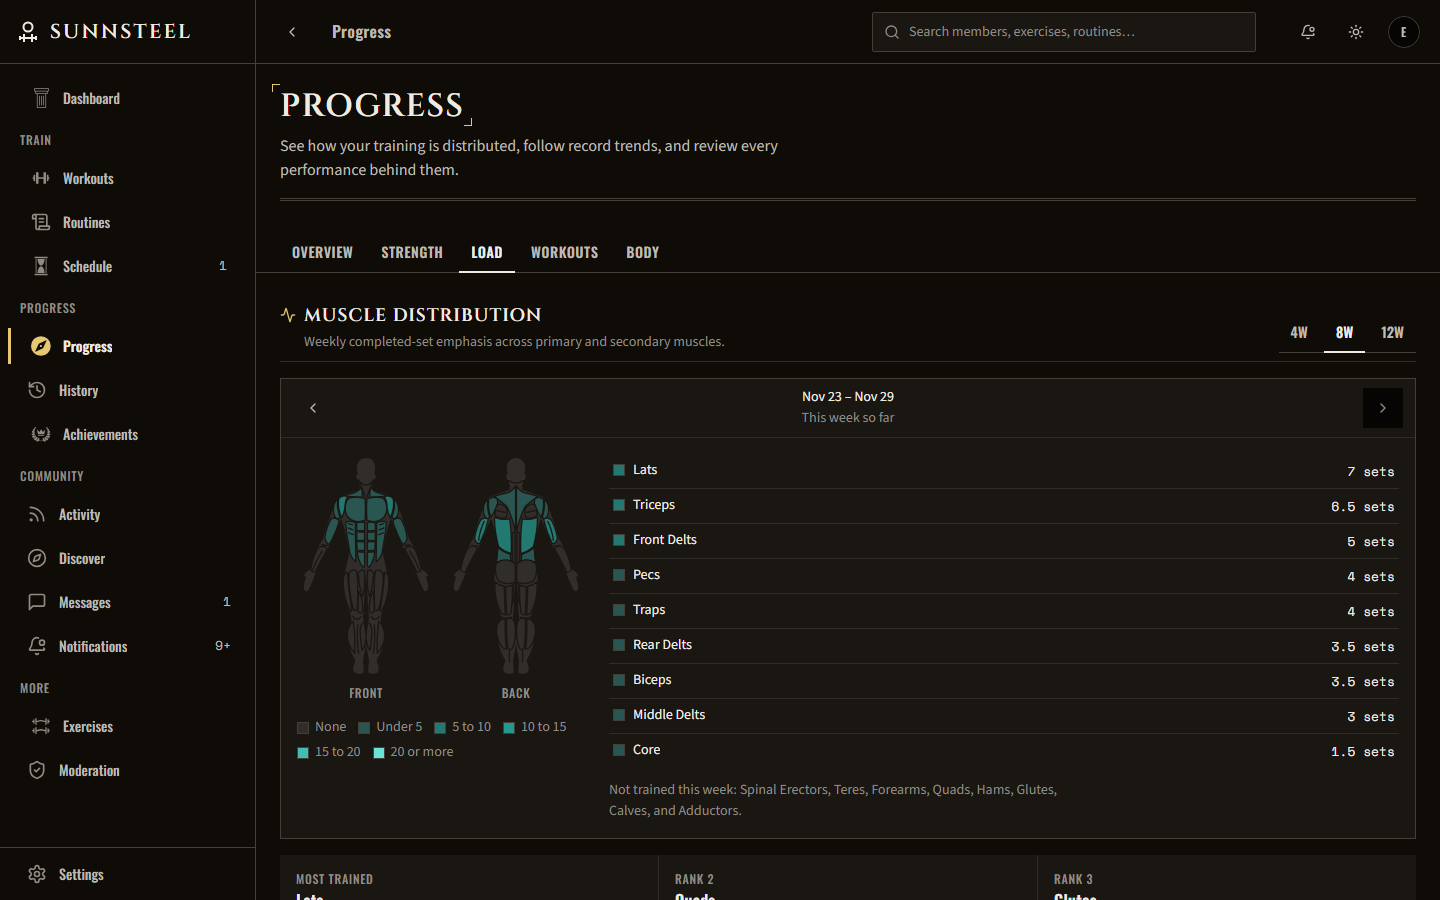 SUNNSTEEL
Progress
Search members, exercises, routines…
E
Dashboard
TRAIN
Workouts
Routines
Schedule 1
PROGRESS
Progress
History
Achievements
COMMUNITY
Activity
Discover
Messages 1
Notifications 9+
MORE
Exercises
Moderation
Settings
PROGRESS
See how your training is distributed, follow record trends, and review every
performance behind them.
OVERVIEW STRENGTH LOAD WORKOUTS BODY
MUSCLE DISTRIBUTION
Weekly completed-set emphasis across primary and secondary muscles.
4W 8W 12W
Nov 23 – Nov 29
This week so far
FRONT BACK
None Under 5 5 to 10 10 to 15
15 to 20 20 or more
Lats 7 sets
Triceps 6.5 sets
Front Delts 5 sets
Pecs 4 sets
Traps 4 sets
Rear Delts 3.5 sets
Biceps 3.5 sets
Middle Delts 3 sets
Core 1.5 sets
Not trained this week: Spinal Erectors, Teres, Forearms, Quads, Hams, Glutes,
Calves, and Adductors.
MOST TRAINED RANK 2 RANK 3
Lats Quads Glutes